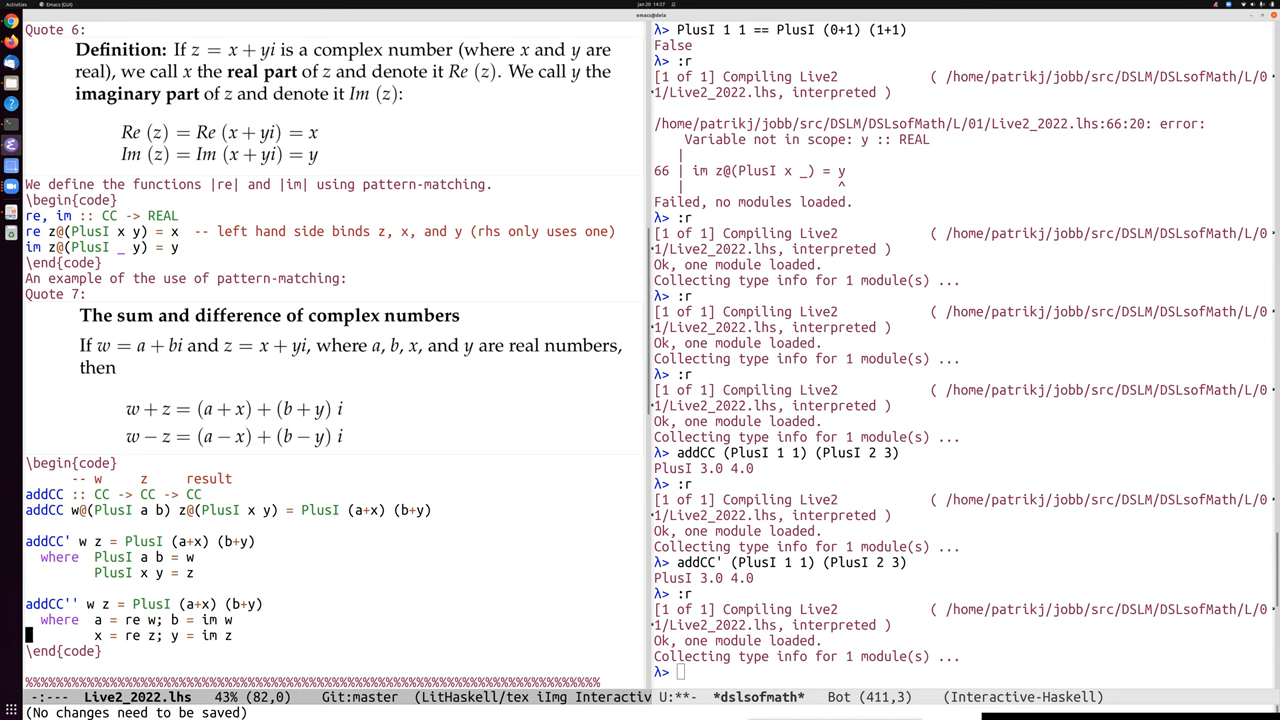 Activities
Emacs (GUI)
Jan 20 14:27
emacs@dela
Quote 6:
Definition: If z = x + yi is a complex number (where x and y are
real), we call x the real part of z and denote it Re (z). We call y the
imaginary part of z and denote it Im (z):
Re (z) = Re (x + yi) = x
Im (z) = Im (x + yi) = y
We define the functions |re| and |im| using pattern-matching.
\begin{code}
re, im :: CC -> REAL
re z@(PlusI x y) = x  -- left hand side binds z, x, and y (rhs only uses one)
im z@(PlusI _ y) = y
\end{code}
An example of the use of pattern-matching:
Quote 7:
The sum and difference of complex numbers
If w = a + bi and z = x + yi, where a, b, x, and y are real numbers,
then
w + z = (a + x) + (b + y) i
w − z = (a − x) + (b − y) i
\begin{code}
-- w    z     result
addCC :: CC -> CC -> CC
addCC w@(PlusI a b) z@(PlusI x y) = PlusI (a+x) (b+y)
addCC' w z = PlusI (a+x) (b+y)
where  PlusI a b = w
PlusI x y = z
addCC'' w z = PlusI (a+x) (b+y)
where  a = re w; b = im w
x = re z; y = im z
\end{code}
%%%%%%%%%%%%%%%%%%%%%%%%%%%%%%%%%%%%%%%%%%%%%%%%%%%%%%%%%%%%%%%%%%%%%%%%%%%%
-:---  Live2_2022.lhs   43% (82,0)     Git:master   (LitHaskell/tex iImg Interactiv
(No changes need to be saved)
λ> PlusI 1 1 == PlusI (0+1) (1+1)
False
λ> :r
[1 of 1] Compiling Live2            ( /home/patrikj/jobb/src/DSLM/DSLsofMath/L/0
1/Live2_2022.lhs, interpreted )
/home/patrikj/jobb/src/DSLM/DSLsofMath/L/01/Live2_2022.lhs:66:20: error:
Variable not in scope: y :: REAL
|
66 | im z@(PlusI x _) = y
|                    ^
Failed, no modules loaded.
λ> :r
[1 of 1] Compiling Live2            ( /home/patrikj/jobb/src/DSLM/DSLsofMath/L/0
1/Live2_2022.lhs, interpreted )
Ok, one module loaded.
Collecting type info for 1 module(s) ...
λ> :r
[1 of 1] Compiling Live2            ( /home/patrikj/jobb/src/DSLM/DSLsofMath/L/0
1/Live2_2022.lhs, interpreted )
Ok, one module loaded.
Collecting type info for 1 module(s) ...
λ> :r
[1 of 1] Compiling Live2            ( /home/patrikj/jobb/src/DSLM/DSLsofMath/L/0
1/Live2_2022.lhs, interpreted )
Ok, one module loaded.
Collecting type info for 1 module(s) ...
λ> addCC (PlusI 1 1) (PlusI 2 3)
PlusI 3.0 4.0
λ> :r
[1 of 1] Compiling Live2            ( /home/patrikj/jobb/src/DSLM/DSLsofMath/L/0
1/Live2_2022.lhs, interpreted )
Ok, one module loaded.
Collecting type info for 1 module(s) ...
λ> addCC' (PlusI 1 1) (PlusI 2 3)
PlusI 3.0 4.0
λ> :r
[1 of 1] Compiling Live2            ( /home/patrikj/jobb/src/DSLM/DSLsofMath/L/0
1/Live2_2022.lhs, interpreted )
Ok, one module loaded.
Collecting type info for 1 module(s) ...
λ>
U:**-  *dslsofmath*   Bot (411,3)    (Interactive-Haskell)